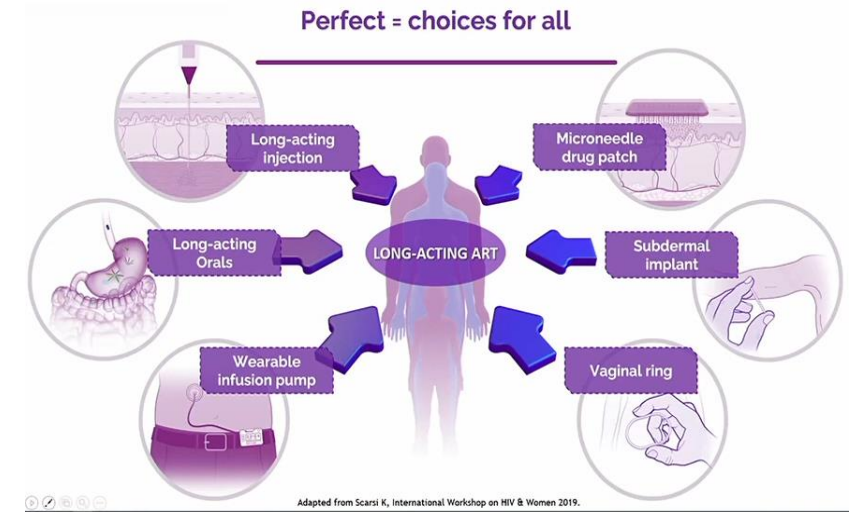 Perfect = choices for all
Long-acting
injection
Microneedle
drug patch
Long-acting
Orals
LONG-ACTING ART
Subdermal
implant
Wearable
infusion pump
Vaginal ring
Adapted from Scarsi K, International Workshop on HIV & Women 2019.